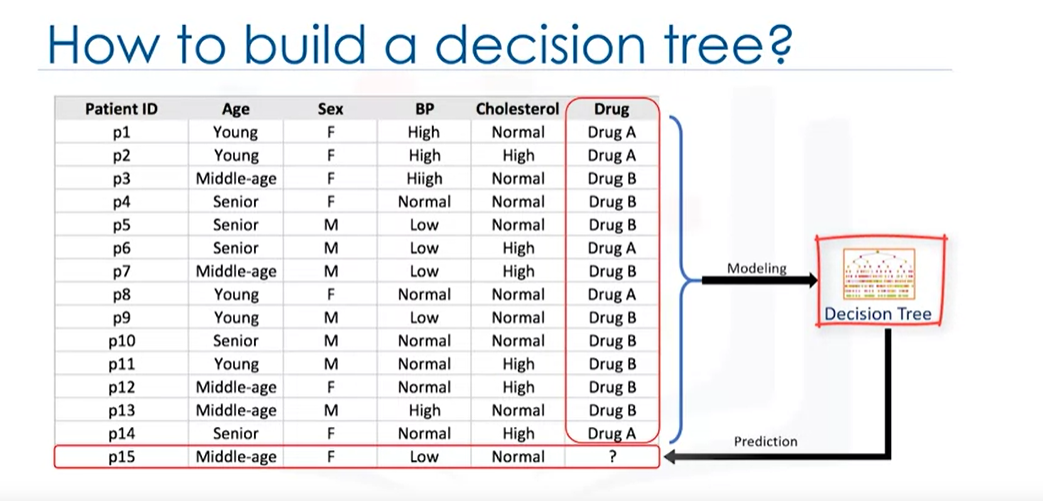 How to build a decision tree?
Patient ID Age Sex BP Cholesterol Drug
p1 Young F High Normal Drug A
p2 Young F High High Drug A
p3 Middle-age F Hiigh Normal Drug B
p4 Senior F Normal Normal Drug B
p5 Senior M Low Normal Drug B
p6 Senior M Low High Drug A
p7 Middle-age M Low High Drug B
p8 Young F Normal Normal Drug A
p9 Young M Low Normal Drug B
p10 Senior M Normal Normal Drug B
p11 Young M Normal High Drug B
p12 Middle-age F Normal High Drug B
p13 Middle-age M High Normal Drug B
p14 Senior F Normal High Drug A
p15 Middle-age F Low Normal ?
Modeling
Decision Tree
Prediction